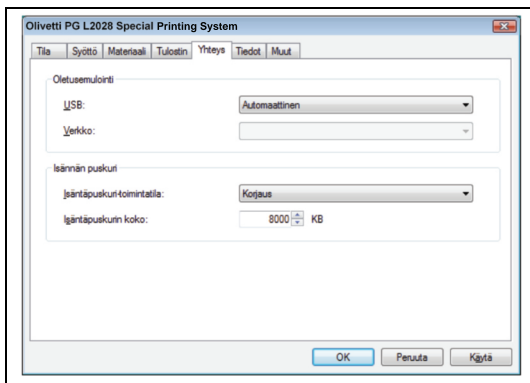 Olivetti PG L2028 Special Printing System
Tila Syöttö Materiaali Tulostin Yhteys Tiedot Muut
Oletusemulointi
USB: Automaattinen
Verkko:
Isännän puskuri
Isäntäpuskuri-toimintatila: Korjaus
Isäntäpuskurin koko: 8000 KB
OK Peruuta Käytä